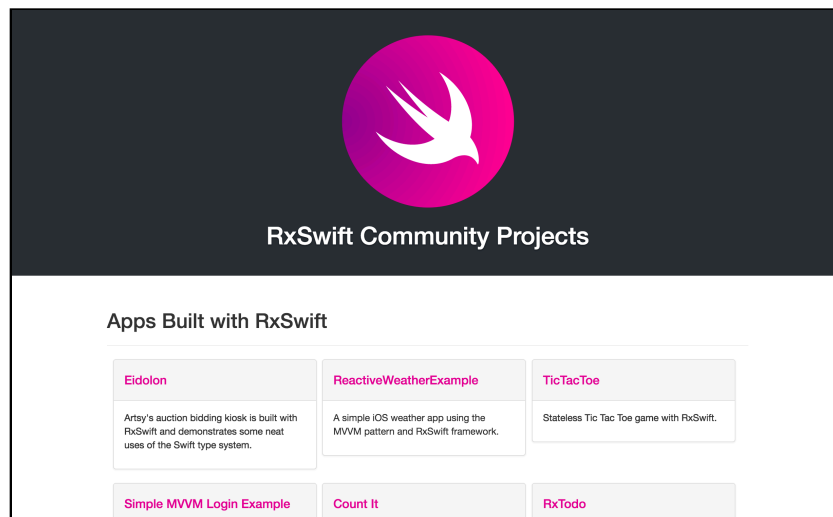 RxSwift Community Projects
Apps Built with RxSwift
Eidolon
Artsy's auction bidding kiosk is built with
RxSwift and demonstrates some neat
uses of the Swift type system.
ReactiveWeatherExample
A simple iOS weather app using the
MVVM pattern and RxSwift framework.
TicTacToe
Stateless Tic Tac Toe game with RxSwift.
Simple MVVM Login Example
Count It
RxTodo